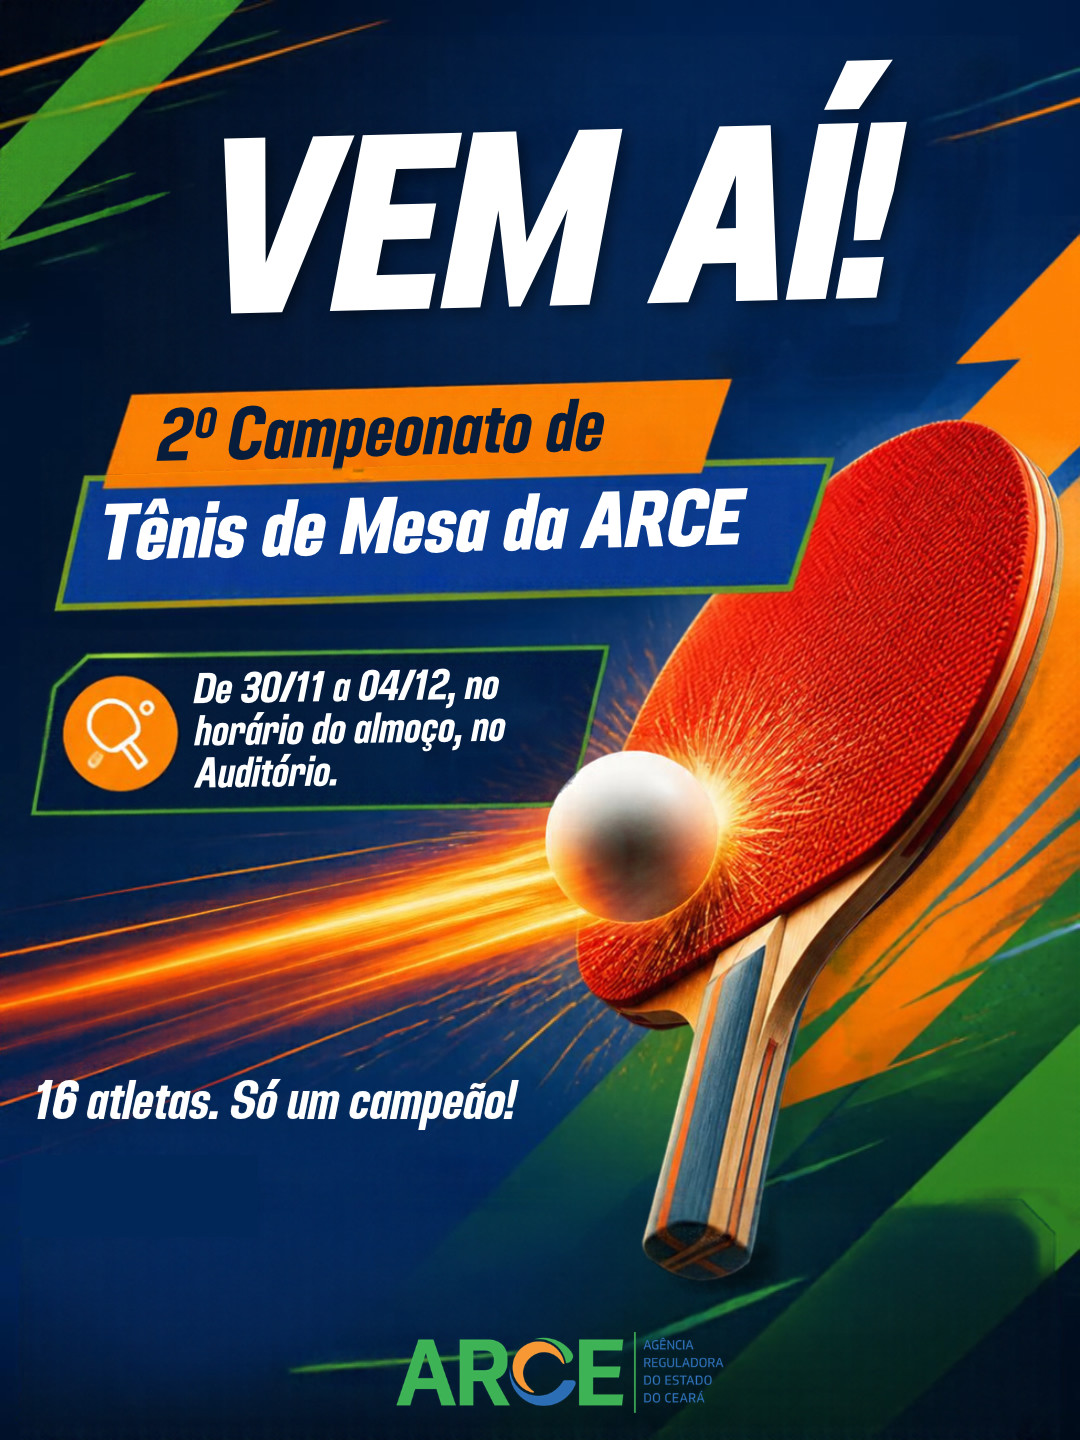 VEM AÍ!
2º Campeonato de
Tênis de Mesa da ARCE
De 30/11 a 04/12, no
horário do almoço, no
Auditório.
16 atletas. Só um campeão!
ARCE
AGÊNCIA
REGULADORA
DO ESTADO
DO CEARÁ